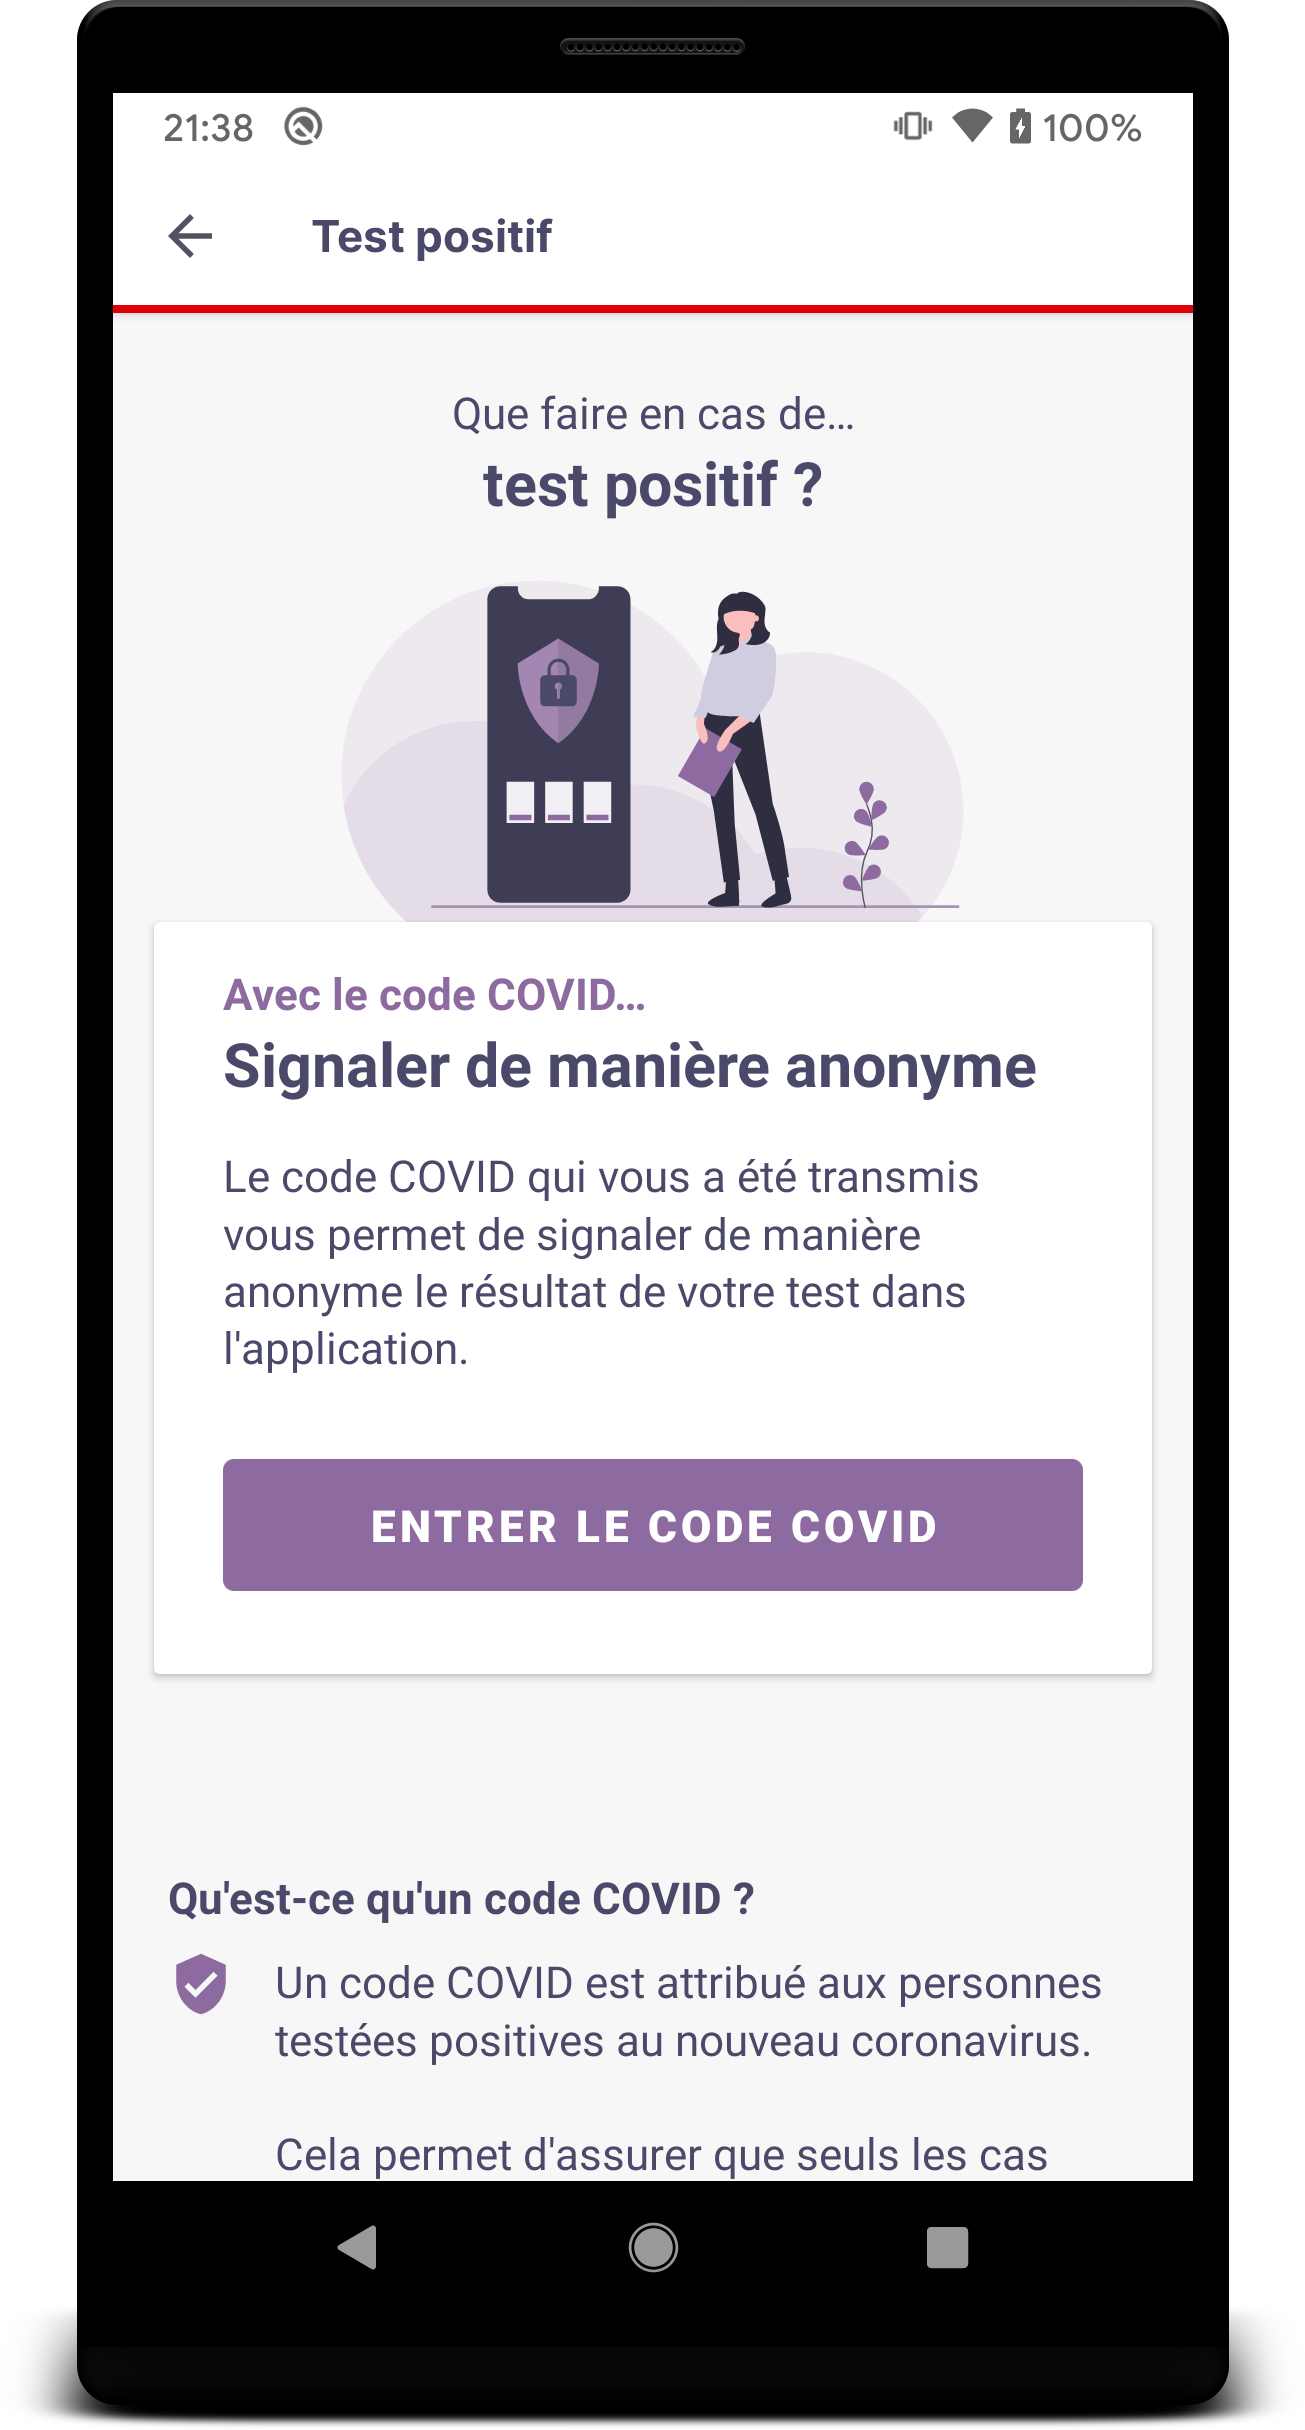 21:38
100%
Test positif
Que faire en cas de...
test positif ?
Avec le code COVID...
Signaler de manière anonyme
Le code COVID qui vous a été transmis
vous permet de signaler de manière
anonyme le résultat de votre test dans
l'application.
ENTRER LE CODE COVID
Qu'est-ce qu'un code COVID ?
Un code COVID est attribué aux personnes
testées positives au nouveau coronavirus.
Cela permet d'assurer que seuls les cas